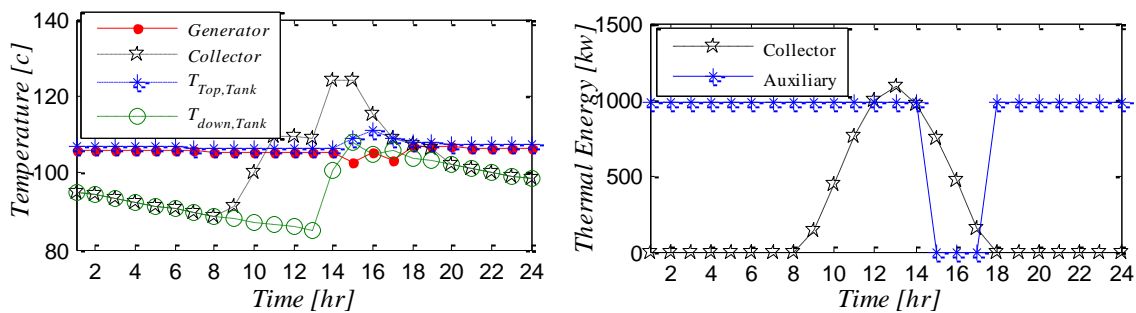 140
120
100
80
Temperature [c]
Generator
Collector
T Top,Tank
T down,Tank
2 4 6 8 10 12 14 16 18 20 22 24
Time [hr]
1500
1000
500
0
Thermal Energy [kw]
Collector
Auxiliary
2 4 6 8 10 12 14 16 18 20 22 24
Time [hr]